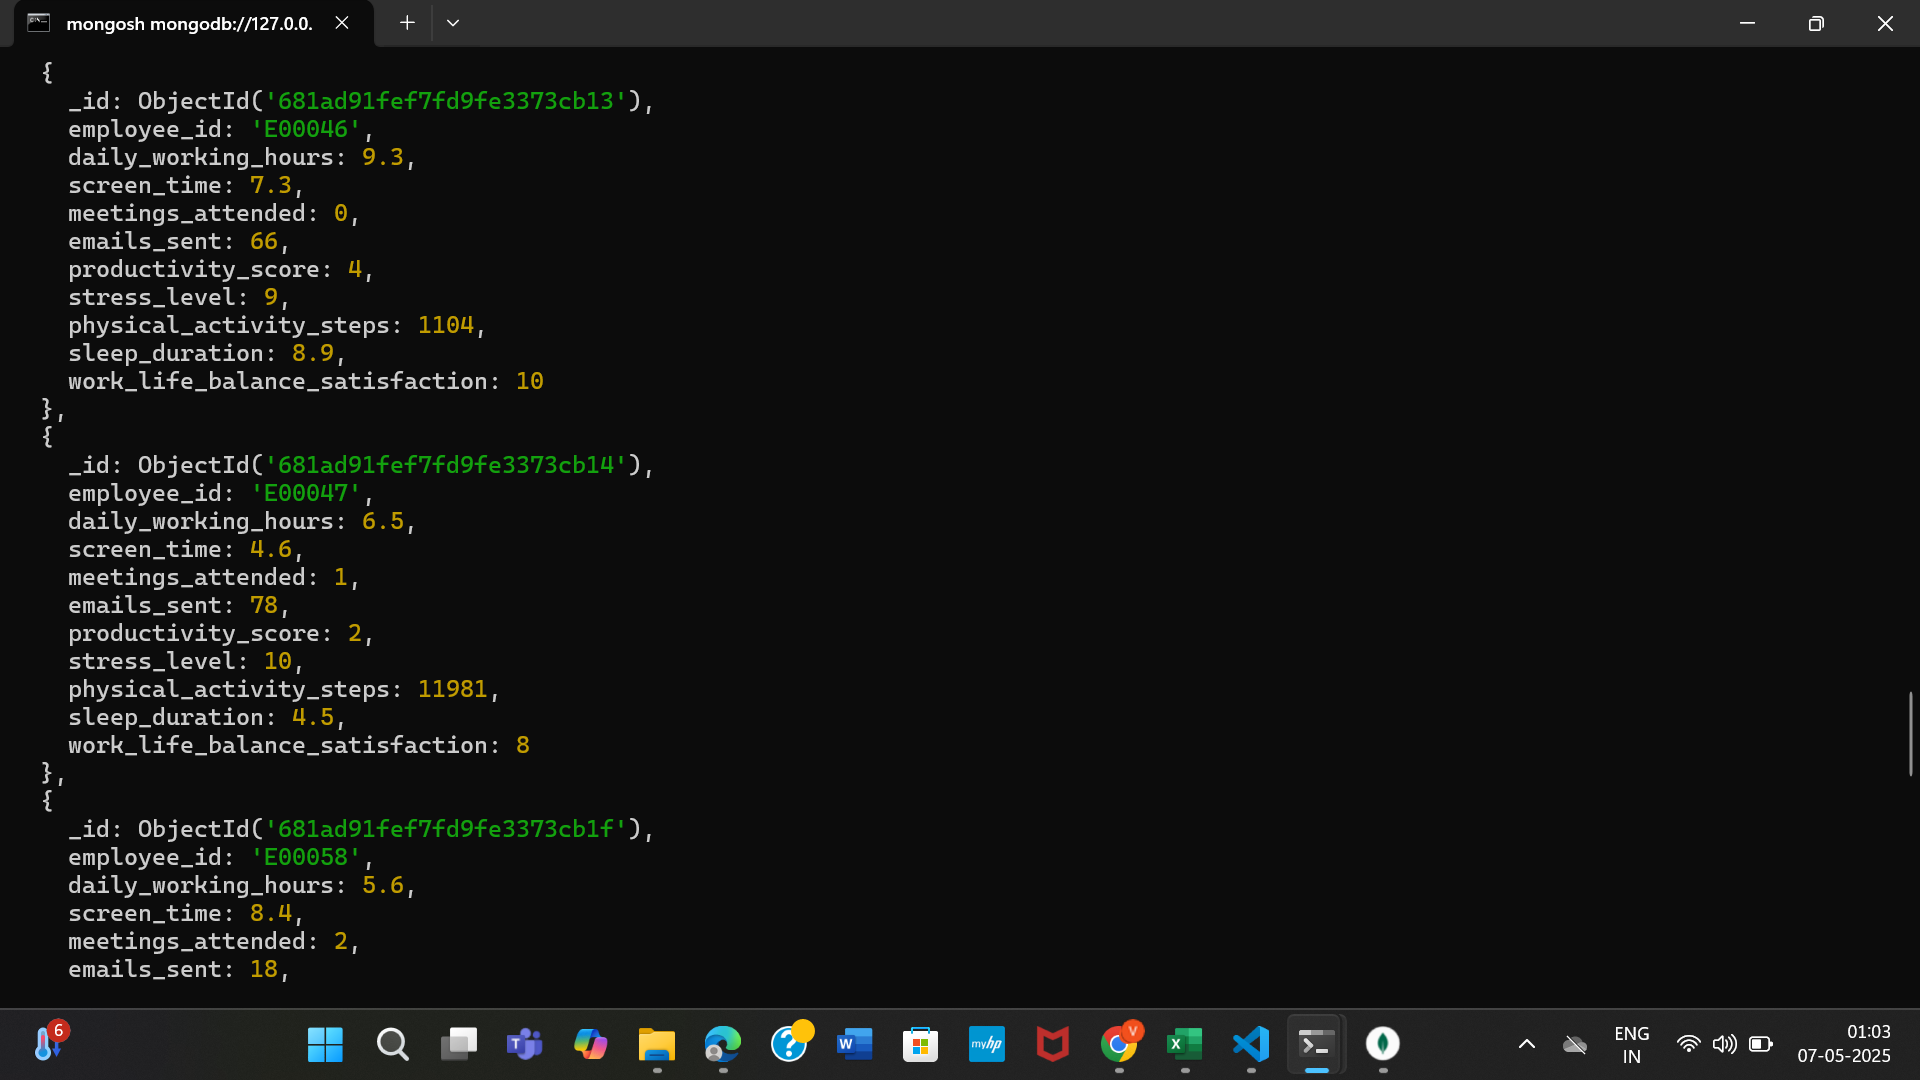 mongosh mongodb://127.0.0.
{
_id: ObjectId('681ad91fef7fd9fe3373cb13'),
employee_id: 'E00046',
daily_working_hours: 9.3,
screen_time: 7.3,
meetings_attended: 0,
emails_sent: 66,
productivity_score: 4,
stress_level: 9,
physical_activity_steps: 1104,
sleep_duration: 8.9,
work_life_balance_satisfaction: 10
},
{
_id: ObjectId('681ad91fef7fd9fe3373cb14'),
employee_id: 'E00047',
daily_working_hours: 6.5,
screen_time: 4.6,
meetings_attended: 1,
emails_sent: 78,
productivity_score: 2,
stress_level: 10,
physical_activity_steps: 11981,
sleep_duration: 4.5,
work_life_balance_satisfaction: 8
},
{
_id: ObjectId('681ad91fef7fd9fe3373cb1f'),
employee_id: 'E00058',
daily_working_hours: 5.6,
screen_time: 8.4,
meetings_attended: 2,
emails_sent: 18,
6
T
?
W
myhp
V
X
ENG
IN
01:03
07-05-2025